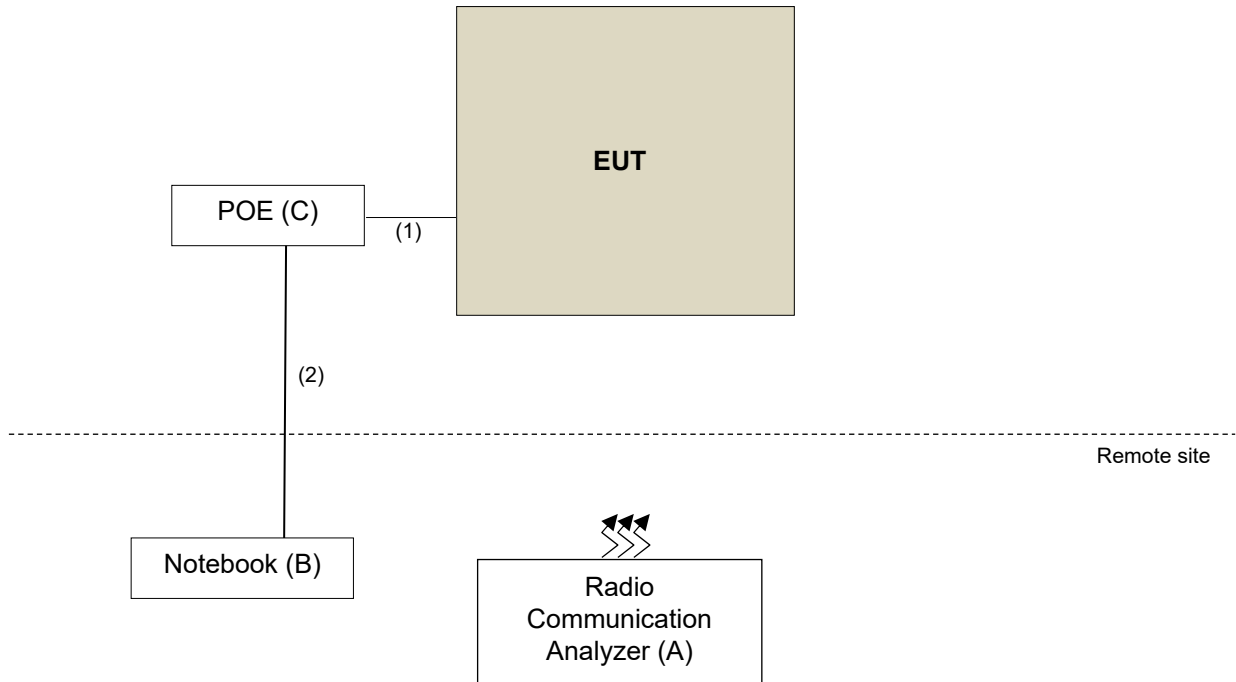 EUT
POE (C)
(1)
(2)
Remote site
Notebook (B)
Radio
Communication
Analyzer (A)